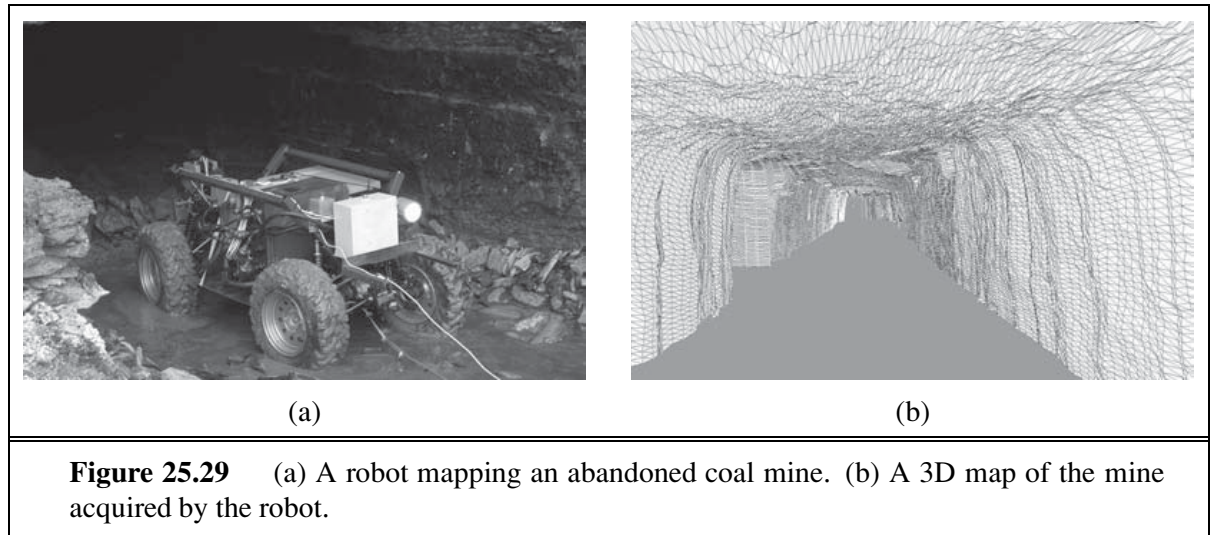 (a)
(b)
Figure 25.29 (a) A robot mapping an abandoned coal mine. (b) A 3D map of the mine
acquired by the robot.